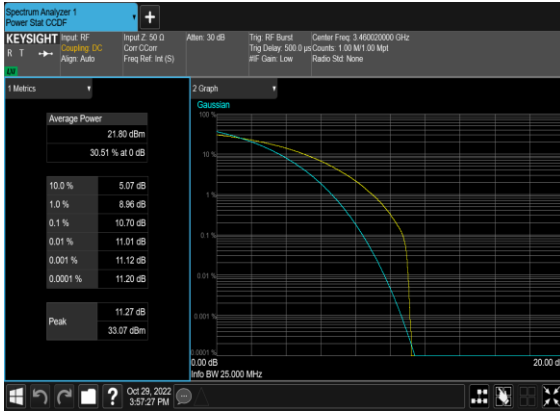 Spectrum Analyzer 1
Power Stat CCDF
KEYSIGHT
R T
Input: RF
Coupling: DC
Align: Auto
Input Z: 50 Ω
Corr CCorr
Freq Ref: Int (S)
Atten: 30 dB
Trig: RF Burst
Trig Delay: 500.0 µs
#IF Gain: Low
Center Freq: 3.460020000 GHz
Counts: 1.00 M/1.00 Mpt
Radio Std: None
1 Metrics
Average Power
21.80 dBm
30.51 % at 0 dB
10.0 % 5.07 dB
1.0 % 8.96 dB
0.1 % 10.70 dB
0.01 % 11.01 dB
0.001 % 11.12 dB
0.0001 % 11.20 dB
Peak
11.27 dB
33.07 dBm
2 Graph
Gaussian
100 %
10 %
1 %
0.1 %
0.01 %
0.001 %
0.0001 %
0.00 dB
20.00 d
Info BW 25.000 MHz
?
Oct 29, 2022
3:57:27 PM